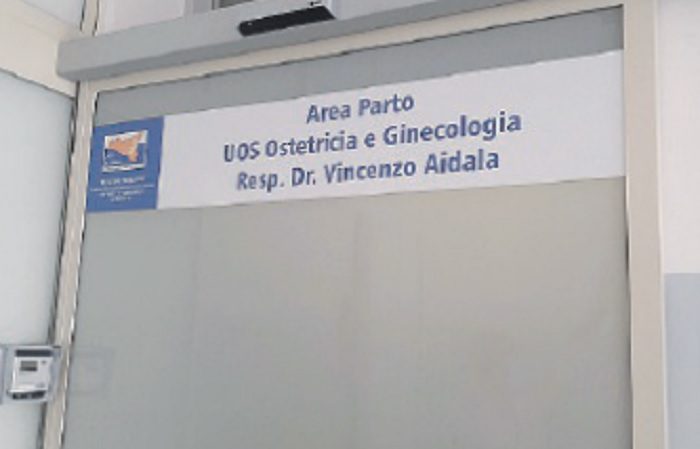 Area Parto
UOS Ostetricia e Ginecologia
Resp. Dr. Vincenzo Aidala